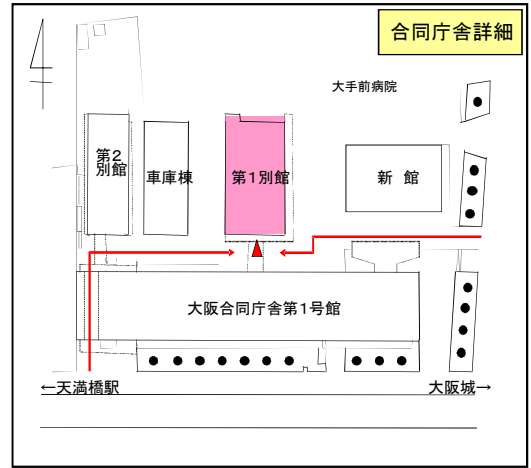 合同庁舎詳細
大手前病院
第2
別館
車庫棟
第1別館
新 館
大阪合同庁舎第1号館
←天満橋駅
大阪城→